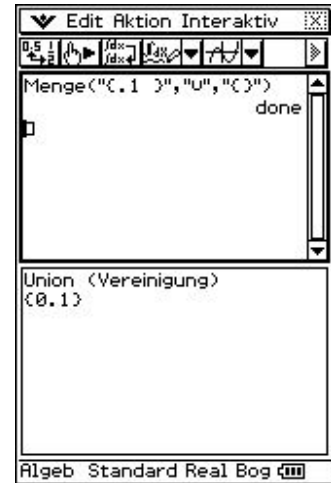 Edit Aktion Interaktiv
Menge("{.1 }","∪","{}")
done
Union (Vereinigung)
{0.1}
Algeb Standard Real Bog